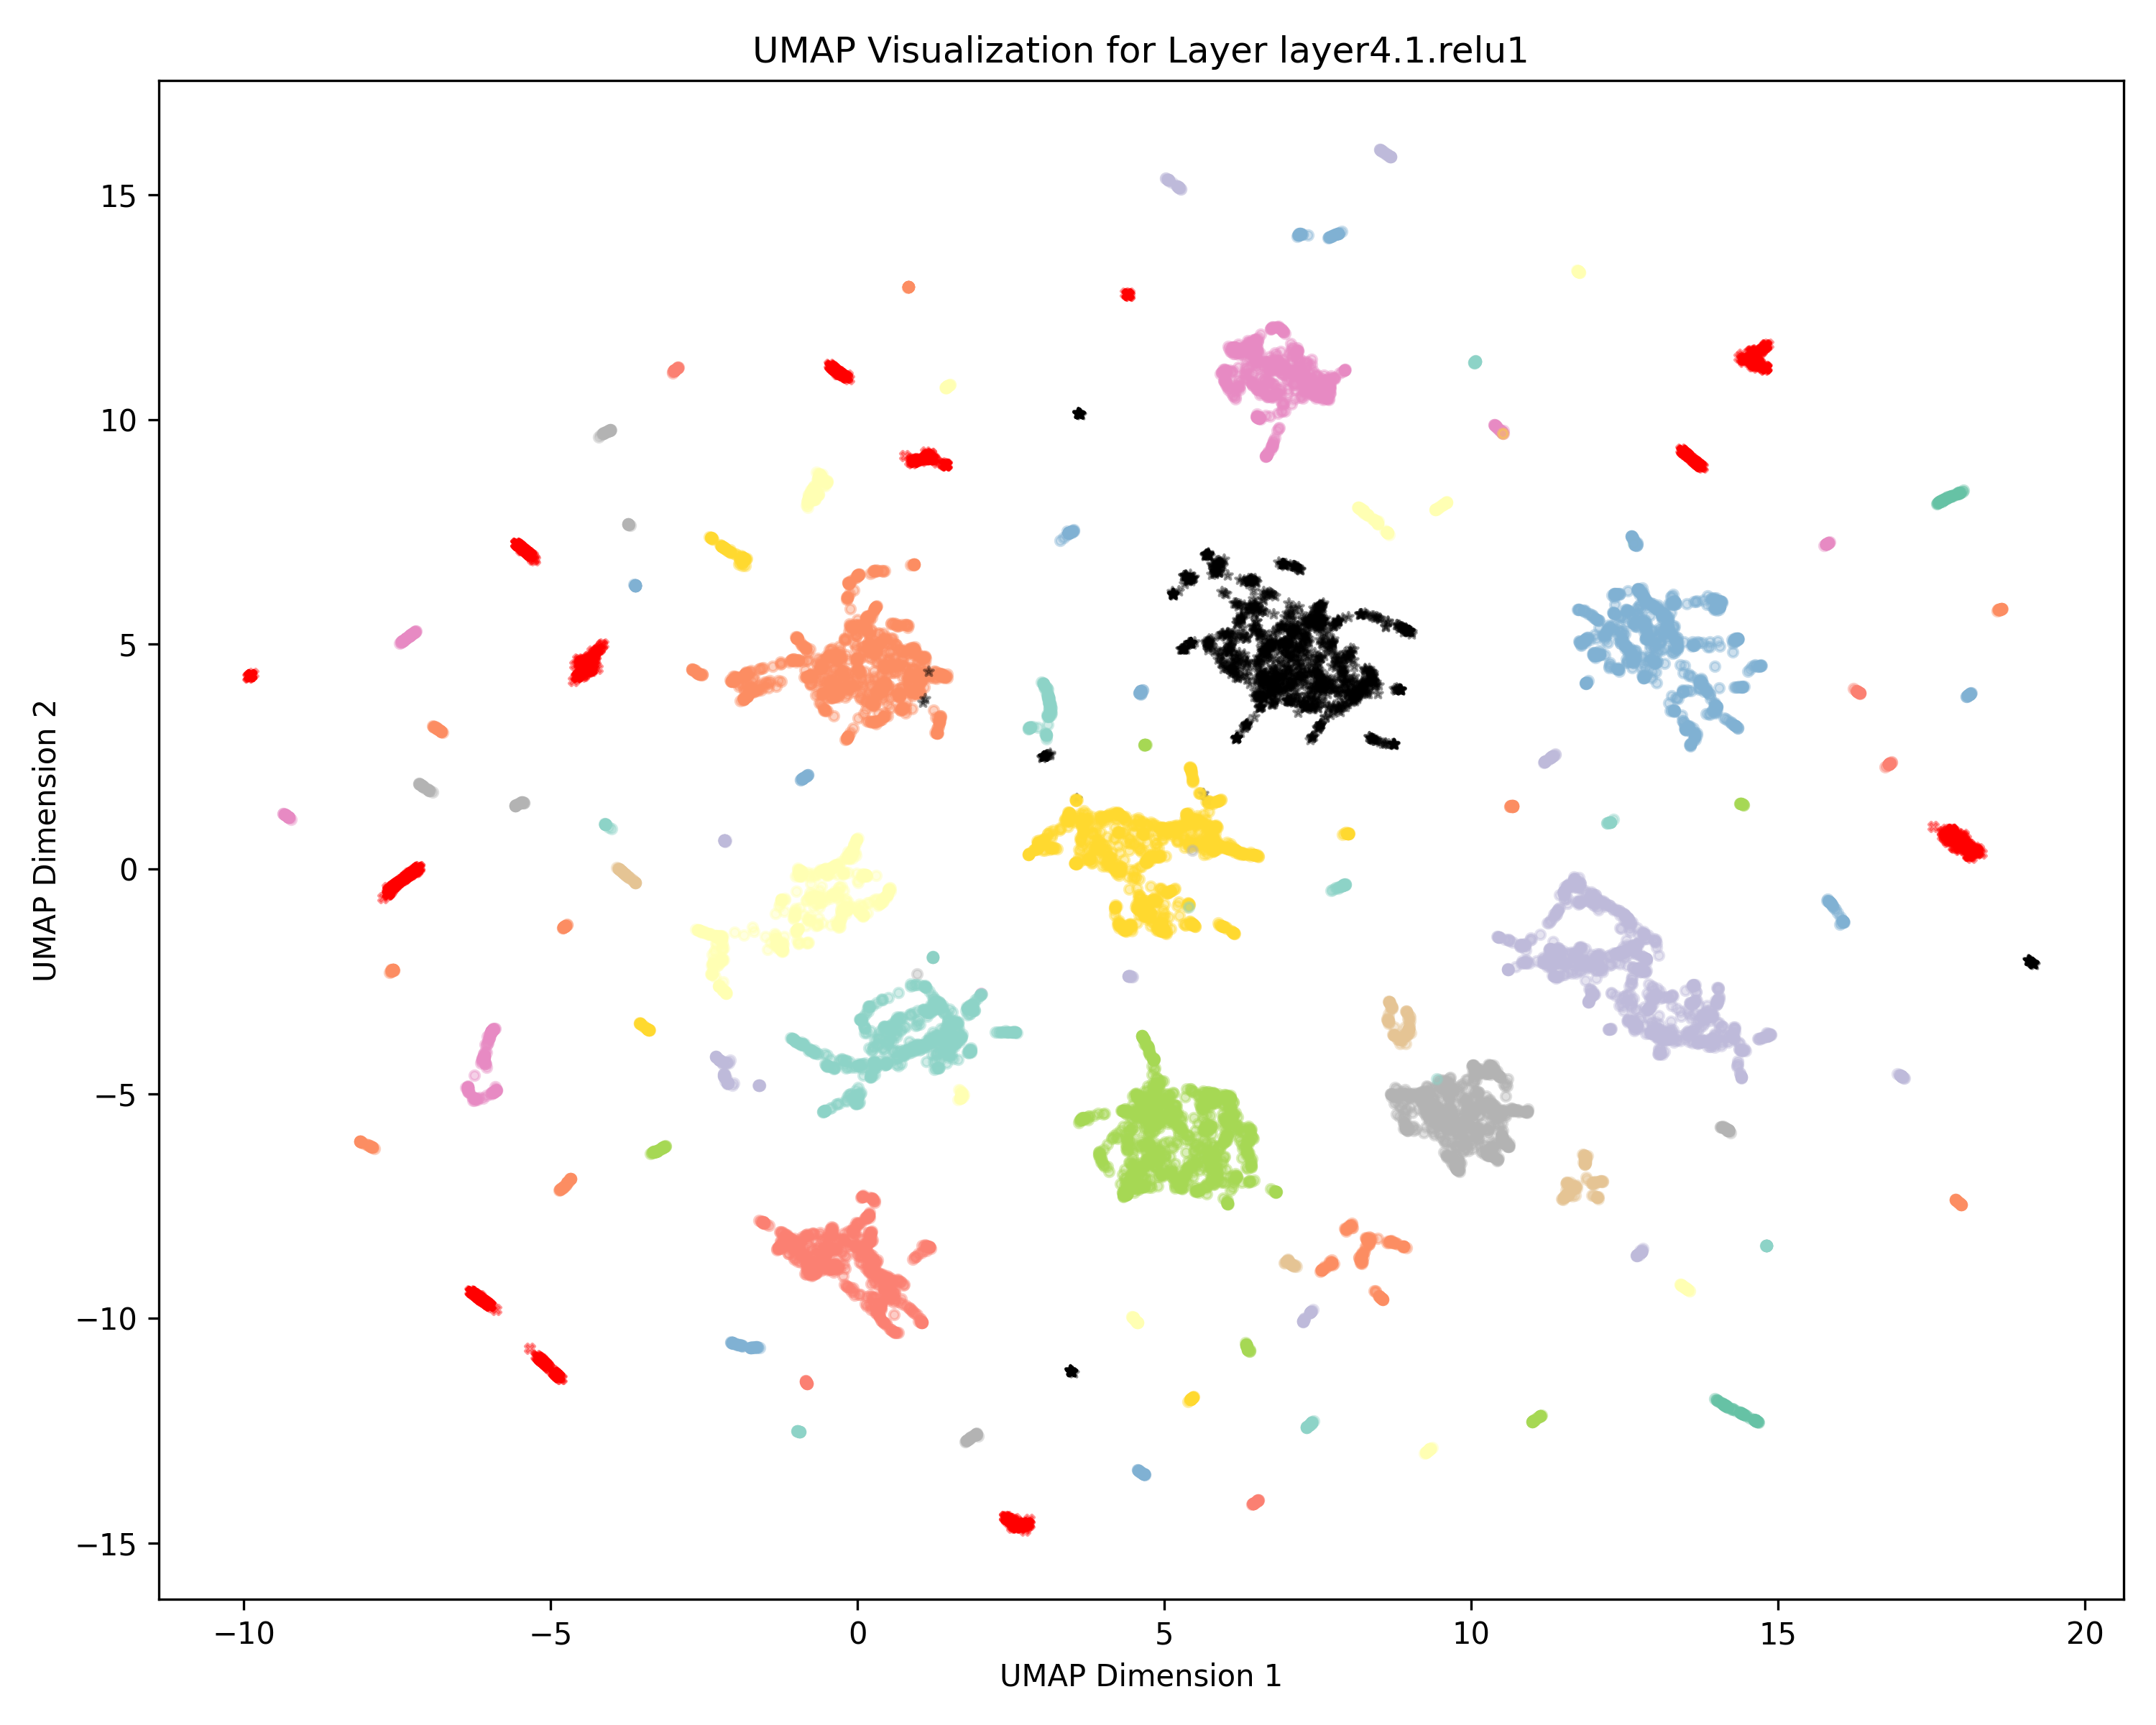 UMAP Visualization for Layer layer4.1.relu1
15
10
5
0
−5
−10
−15
UMAP Dimension 2
−10 −5 0 5 10 15 20
UMAP Dimension 1